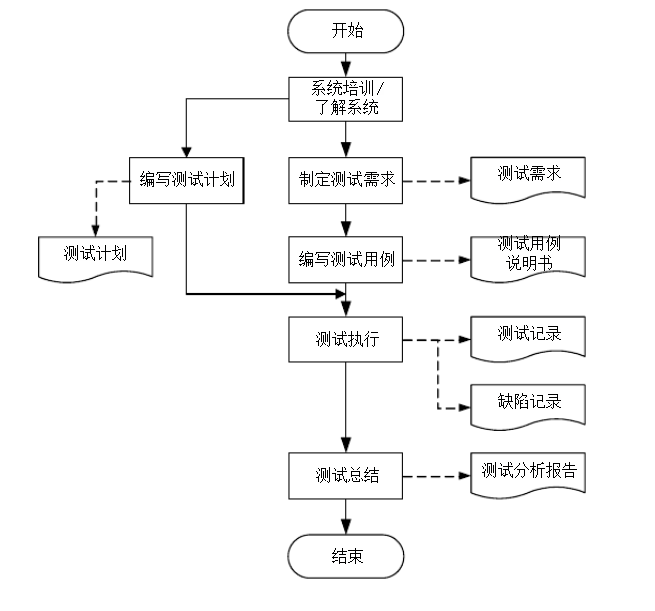 开始
系统培训/
了解系统
编写测试计划
制定测试需求
测试需求
测试计划
编写测试用例
测试用例
说明书
测试执行
测试记录
缺陷记录
测试总结
测试分析报告
结束